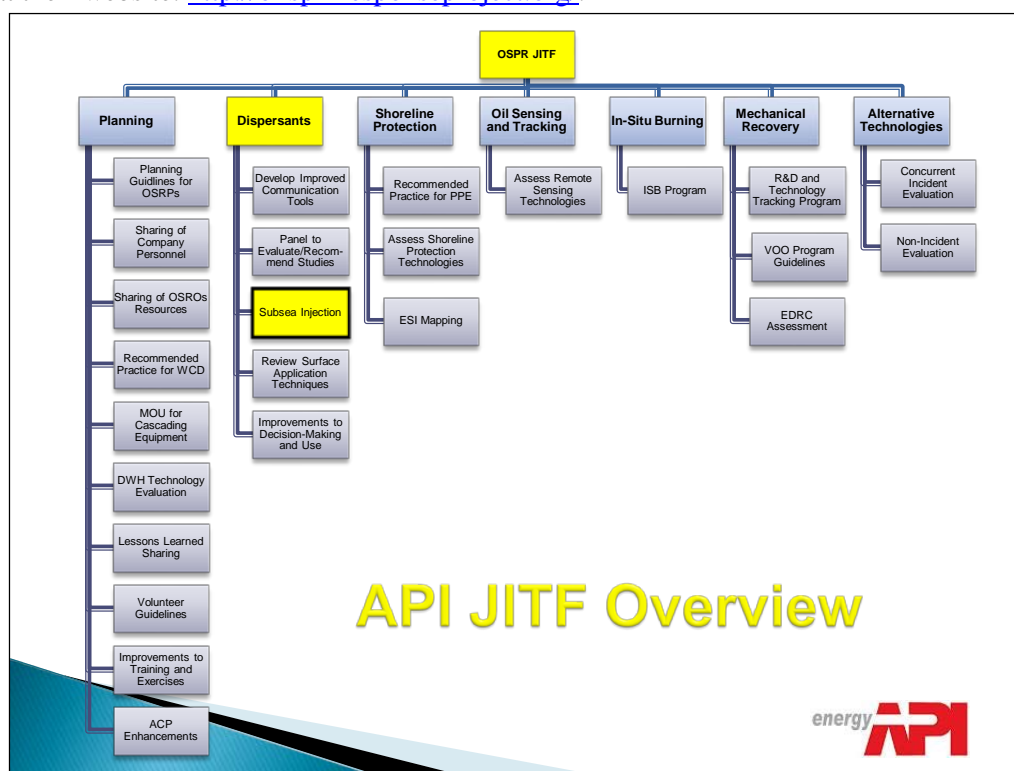 OSPR JITF
Planning
Dispersants
Shoreline
Protection
Oil Sensing
and Tracking
In-Situ Burning
Mechanical
Recovery
Alternative
Technologies
Planning
Guidlines for
OSRPs
Sharing of
Company
Personnel
Sharing of OSROs
Resources
Recommended
Practice for WCD
MOU for
Cascading
Equipment
DWH Technology
Evaluation
Lessons Learned
Sharing
Volunteer
Guidelines
Improvements to
Training and
Exercises
ACP
Enhancements
Develop Improved
Communication
Tools
Panel to
Evaluate/Recom-
mend Studies
Subsea Injection
Review Surface
Application
Techniques
Improvements to
Decision-Making
and Use
Recommended
Practice for PPE
Assess Shoreline
Protection
Technologies
ESI Mapping
Assess Remote
Sensing
Technologies
ISB Program
R&D and
Technology
Tracking Program
VOO Program
Guidelines
EDRC
Assessment
Concurrent
Incident
Evaluation
Non-Incident
Evaluation
API JITF Overview
energy API